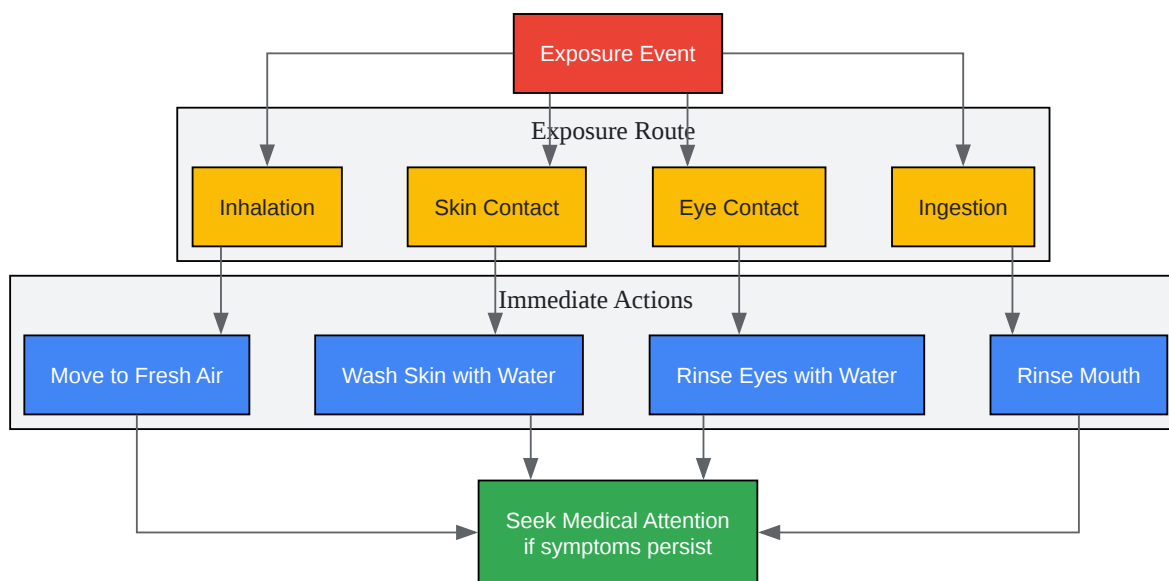 Exposure Event
Exposure Route
Inhalation
Skin Contact
Eye Contact
Ingestion
Immediate Actions
Move to Fresh Air
Wash Skin with Water
Rinse Eyes with Water
Rinse Mouth
Seek Medical Attention
if symptoms persist